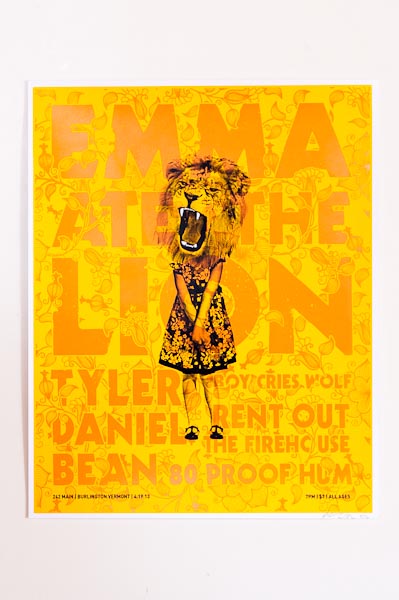 EMMA
ATE THE
LION
TYLER
DANIEL
BEAN
BOY CRIES WOLF
RENT OUT
THE FIREHOUSE
80 PROOF HUM
242 MAIN | BURLINGTON VERMONT | 4.19.13
7PM | $7 | ALL AGES